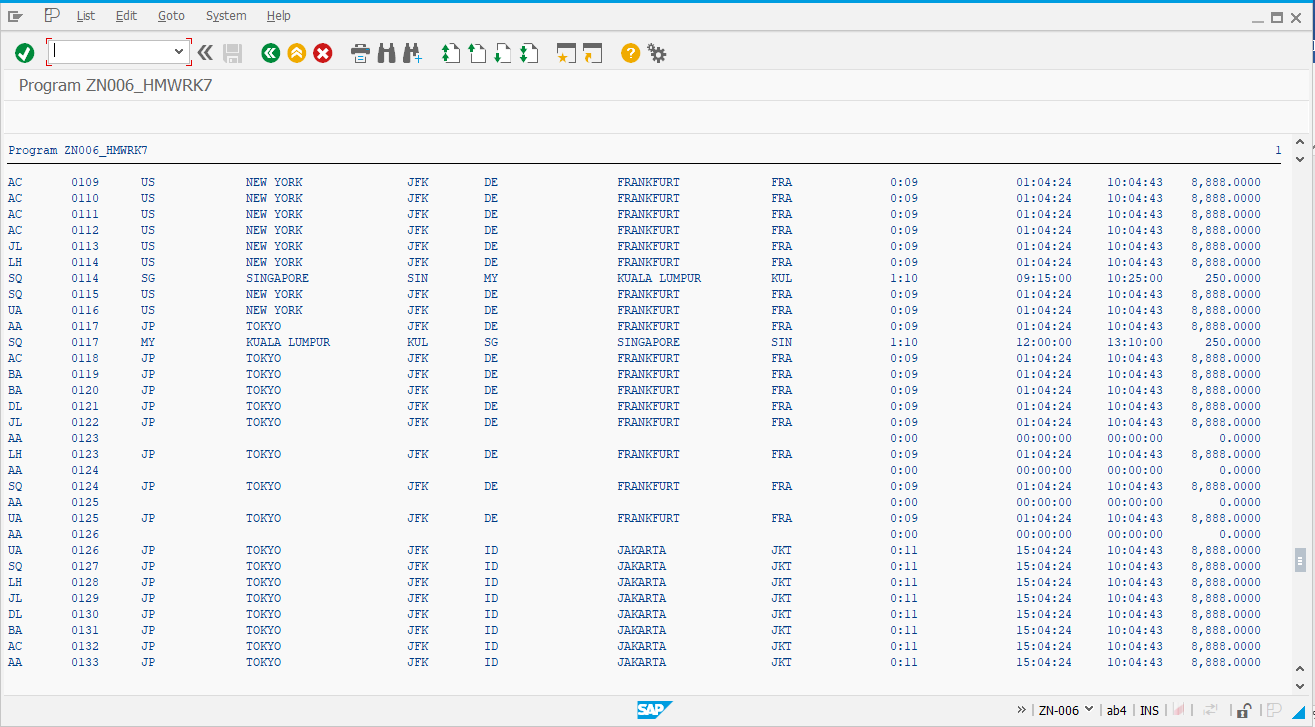 List Edit Goto System Help
Program ZN006_HMWRK7
Program ZN006_HMWRK7 1
AC 0109 US NEW YORK JFK DE FRANKFURT FRA 0:09 01:04:24 10:04:43 8,888.0000
AC 0110 US NEW YORK JFK DE FRANKFURT FRA 0:09 01:04:24 10:04:43 8,888.0000
AC 0111 US NEW YORK JFK DE FRANKFURT FRA 0:09 01:04:24 10:04:43 8,888.0000
AC 0112 US NEW YORK JFK DE FRANKFURT FRA 0:09 01:04:24 10:04:43 8,888.0000
JL 0113 US NEW YORK JFK DE FRANKFURT FRA 0:09 01:04:24 10:04:43 8,888.0000
LH 0114 US NEW YORK JFK DE FRANKFURT FRA 0:09 01:04:24 10:04:43 8,888.0000
SQ 0114 SG SINGAPORE SIN MY KUALA LUMPUR KUL 1:10 09:15:00 10:25:00 250.0000
SQ 0115 US NEW YORK JFK DE FRANKFURT FRA 0:09 01:04:24 10:04:43 8,888.0000
UA 0116 US NEW YORK JFK DE FRANKFURT FRA 0:09 01:04:24 10:04:43 8,888.0000
AA 0117 JP TOKYO JFK DE FRANKFURT FRA 0:09 01:04:24 10:04:43 8,888.0000
SQ 0117 MY KUALA LUMPUR KUL SG SINGAPORE SIN 1:10 12:00:00 13:10:00 250.0000
AC 0118 JP TOKYO JFK DE FRANKFURT FRA 0:09 01:04:24 10:04:43 8,888.0000
BA 0119 JP TOKYO JFK DE FRANKFURT FRA 0:09 01:04:24 10:04:43 8,888.0000
BA 0120 JP TOKYO JFK DE FRANKFURT FRA 0:09 01:04:24 10:04:43 8,888.0000
DL 0121 JP TOKYO JFK DE FRANKFURT FRA 0:09 01:04:24 10:04:43 8,888.0000
JL 0122 JP TOKYO JFK DE FRANKFURT FRA 0:09 01:04:24 10:04:43 8,888.0000
AA 0123 0:00 00:00:00 00:00:00 0.0000
LH 0123 JP TOKYO JFK DE FRANKFURT FRA 0:09 01:04:24 10:04:43 8,888.0000
AA 0124 0:00 00:00:00 00:00:00 0.0000
SQ 0124 JP TOKYO JFK DE FRANKFURT FRA 0:09 01:04:24 10:04:43 8,888.0000
AA 0125 0:00 00:00:00 00:00:00 0.0000
UA 0125 JP TOKYO JFK DE FRANKFURT FRA 0:09 01:04:24 10:04:43 8,888.0000
AA 0126 0:00 00:00:00 00:00:00 0.0000
UA 0126 JP TOKYO JFK ID JAKARTA JKT 0:11 15:04:24 10:04:43 8,888.0000
SQ 0127 JP TOKYO JFK ID JAKARTA JKT 0:11 15:04:24 10:04:43 8,888.0000
LH 0128 JP TOKYO JFK ID JAKARTA JKT 0:11 15:04:24 10:04:43 8,888.0000
JL 0129 JP TOKYO JFK ID JAKARTA JKT 0:11 15:04:24 10:04:43 8,888.0000
DL 0130 JP TOKYO JFK ID JAKARTA JKT 0:11 15:04:24 10:04:43 8,888.0000
BA 0131 JP TOKYO JFK ID JAKARTA JKT 0:11 15:04:24 10:04:43 8,888.0000
AC 0132 JP TOKYO JFK ID JAKARTA JKT 0:11 15:04:24 10:04:43 8,888.0000
AA 0133 JP TOKYO JFK ID JAKARTA JKT 0:11 15:04:24 10:04:43 8,888.0000
SAP ZN-006 ab4 INS